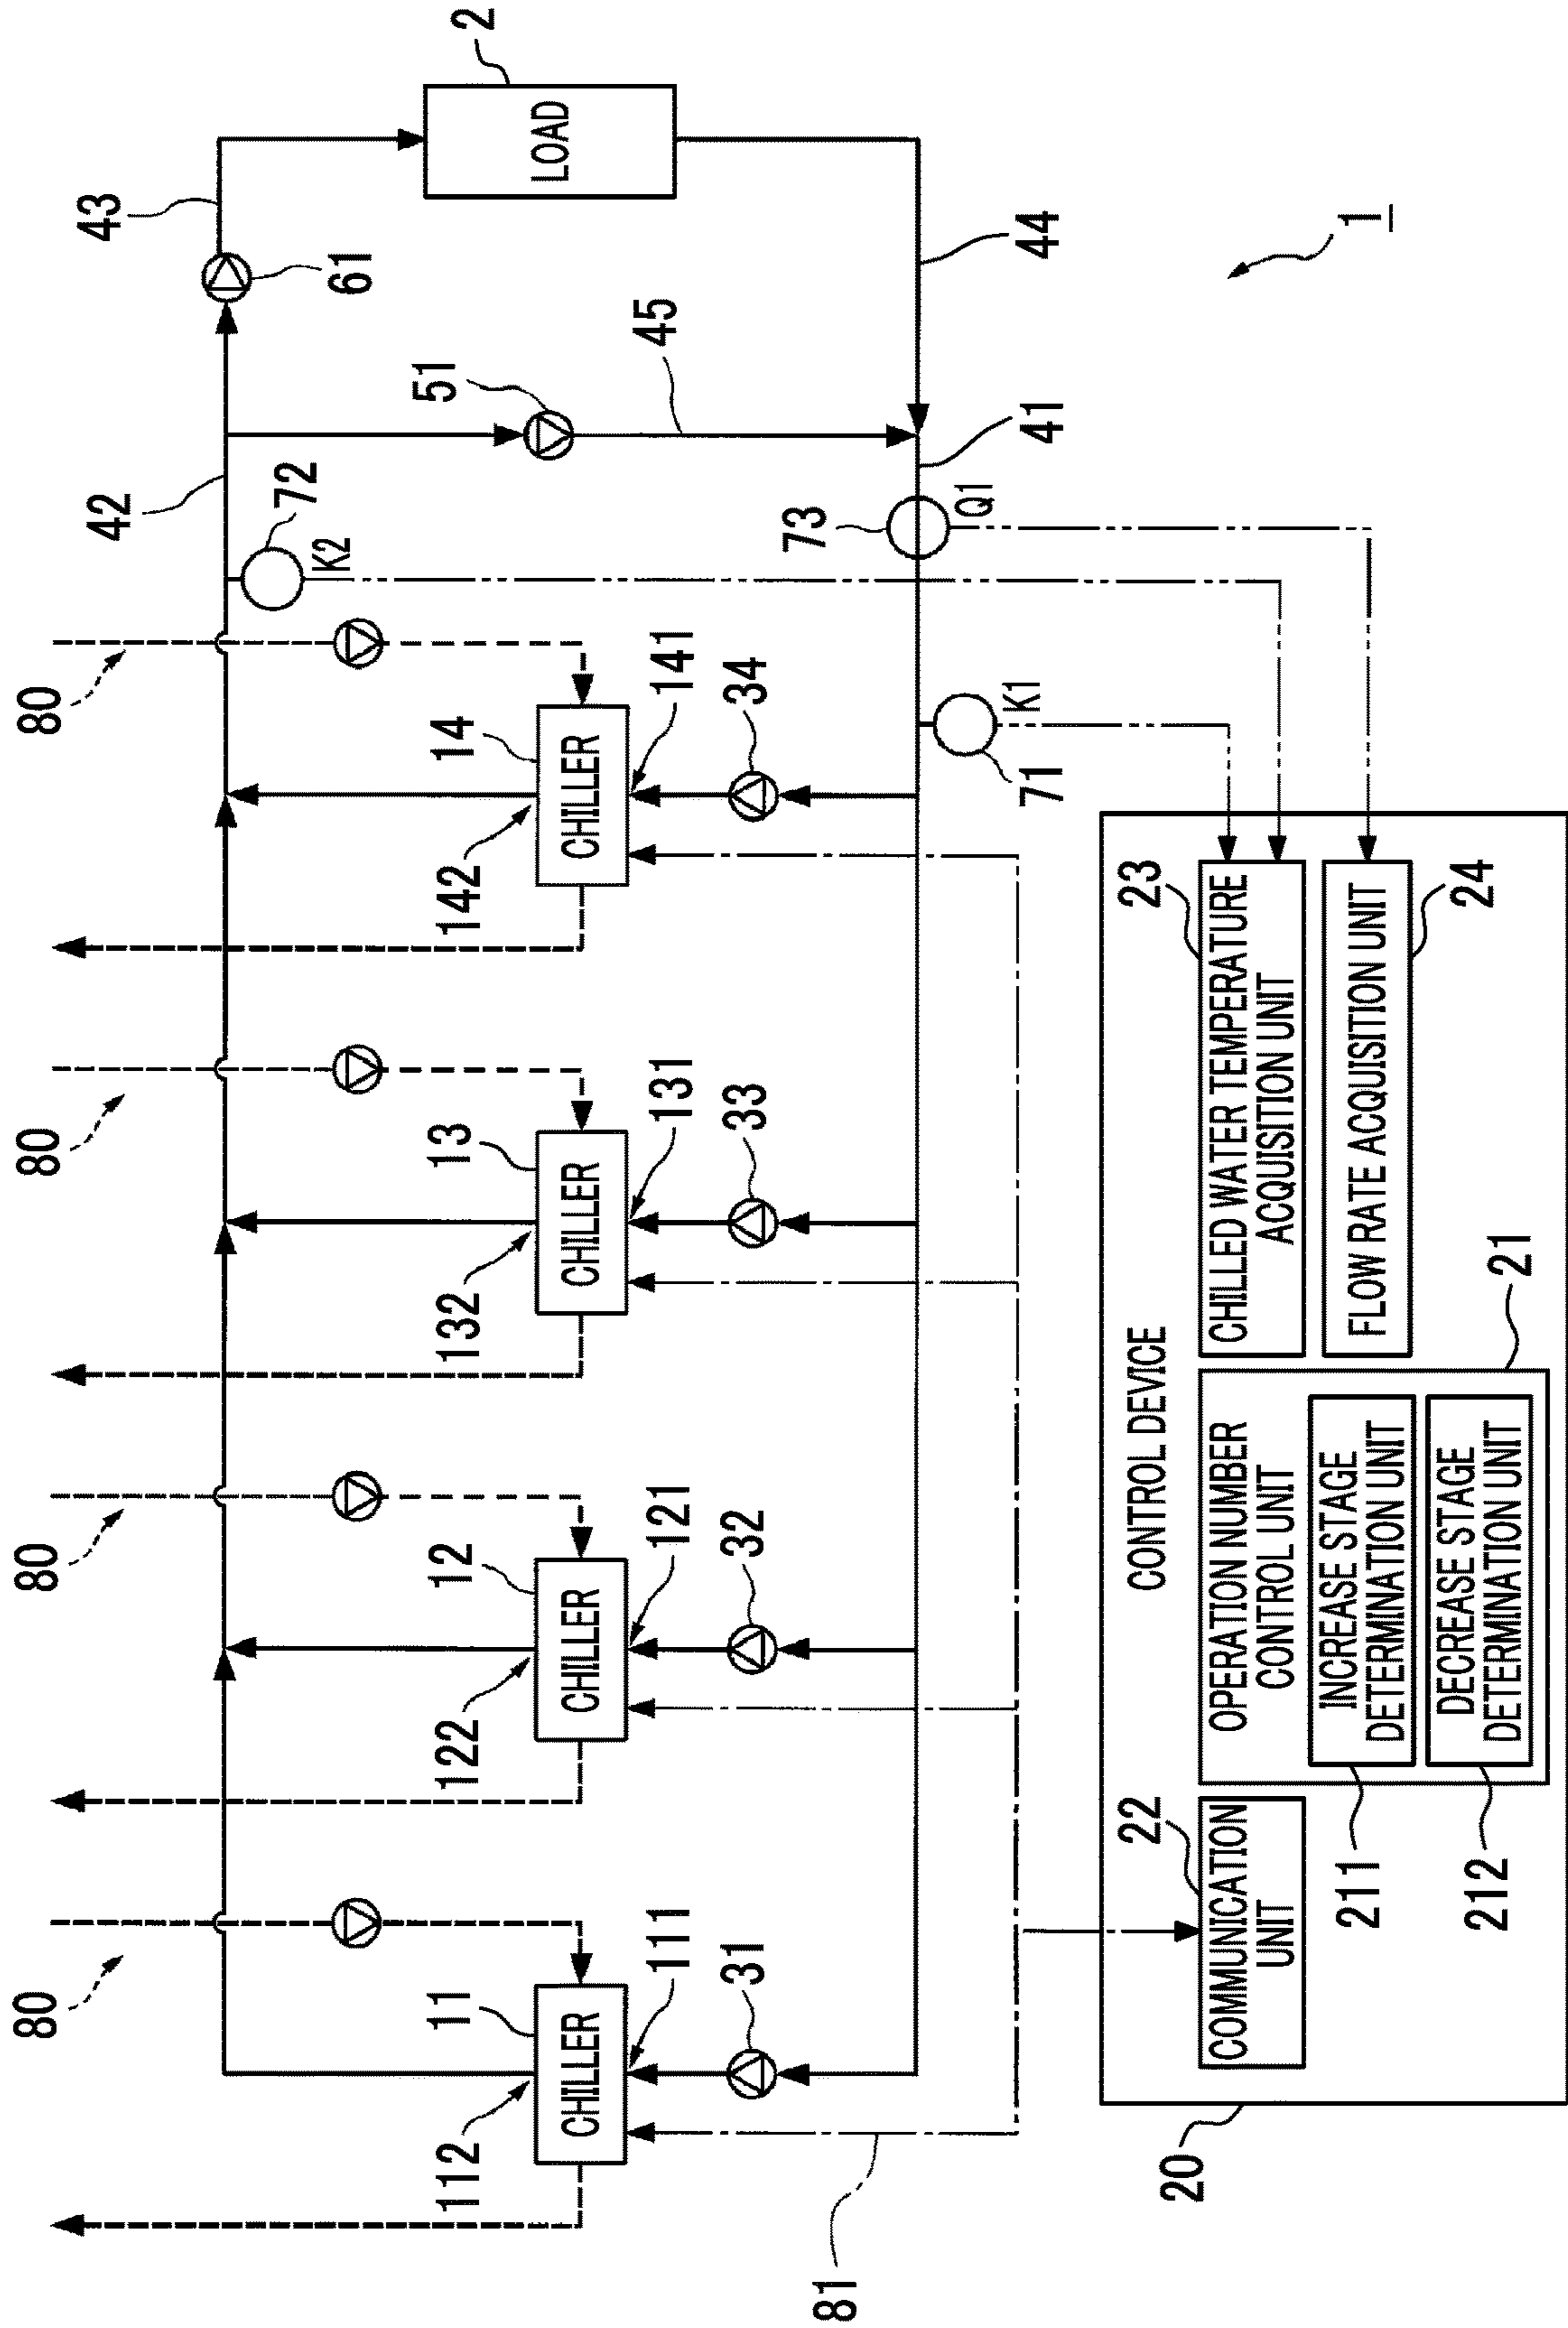 80
80
80
80
42
43
2
72
K2
61
51
LOAD
112
11
122
12
132
13
142
14
45
CHILLER
CHILLER
CHILLER
CHILLER
111
121
131
141
31
32
33
34
73
Q1
44
41
81
71
K1
1
20
CONTROL DEVICE
22
COMMUNICATION
UNIT
OPERATION NUMBER
CONTROL UNIT
21
211
INCREASE STAGE
DETERMINATION UNIT
212
DECREASE STAGE
DETERMINATION UNIT
23
CHILLED WATER TEMPERATURE
ACQUISITION UNIT
FLOW RATE ACQUISITION UNIT
24